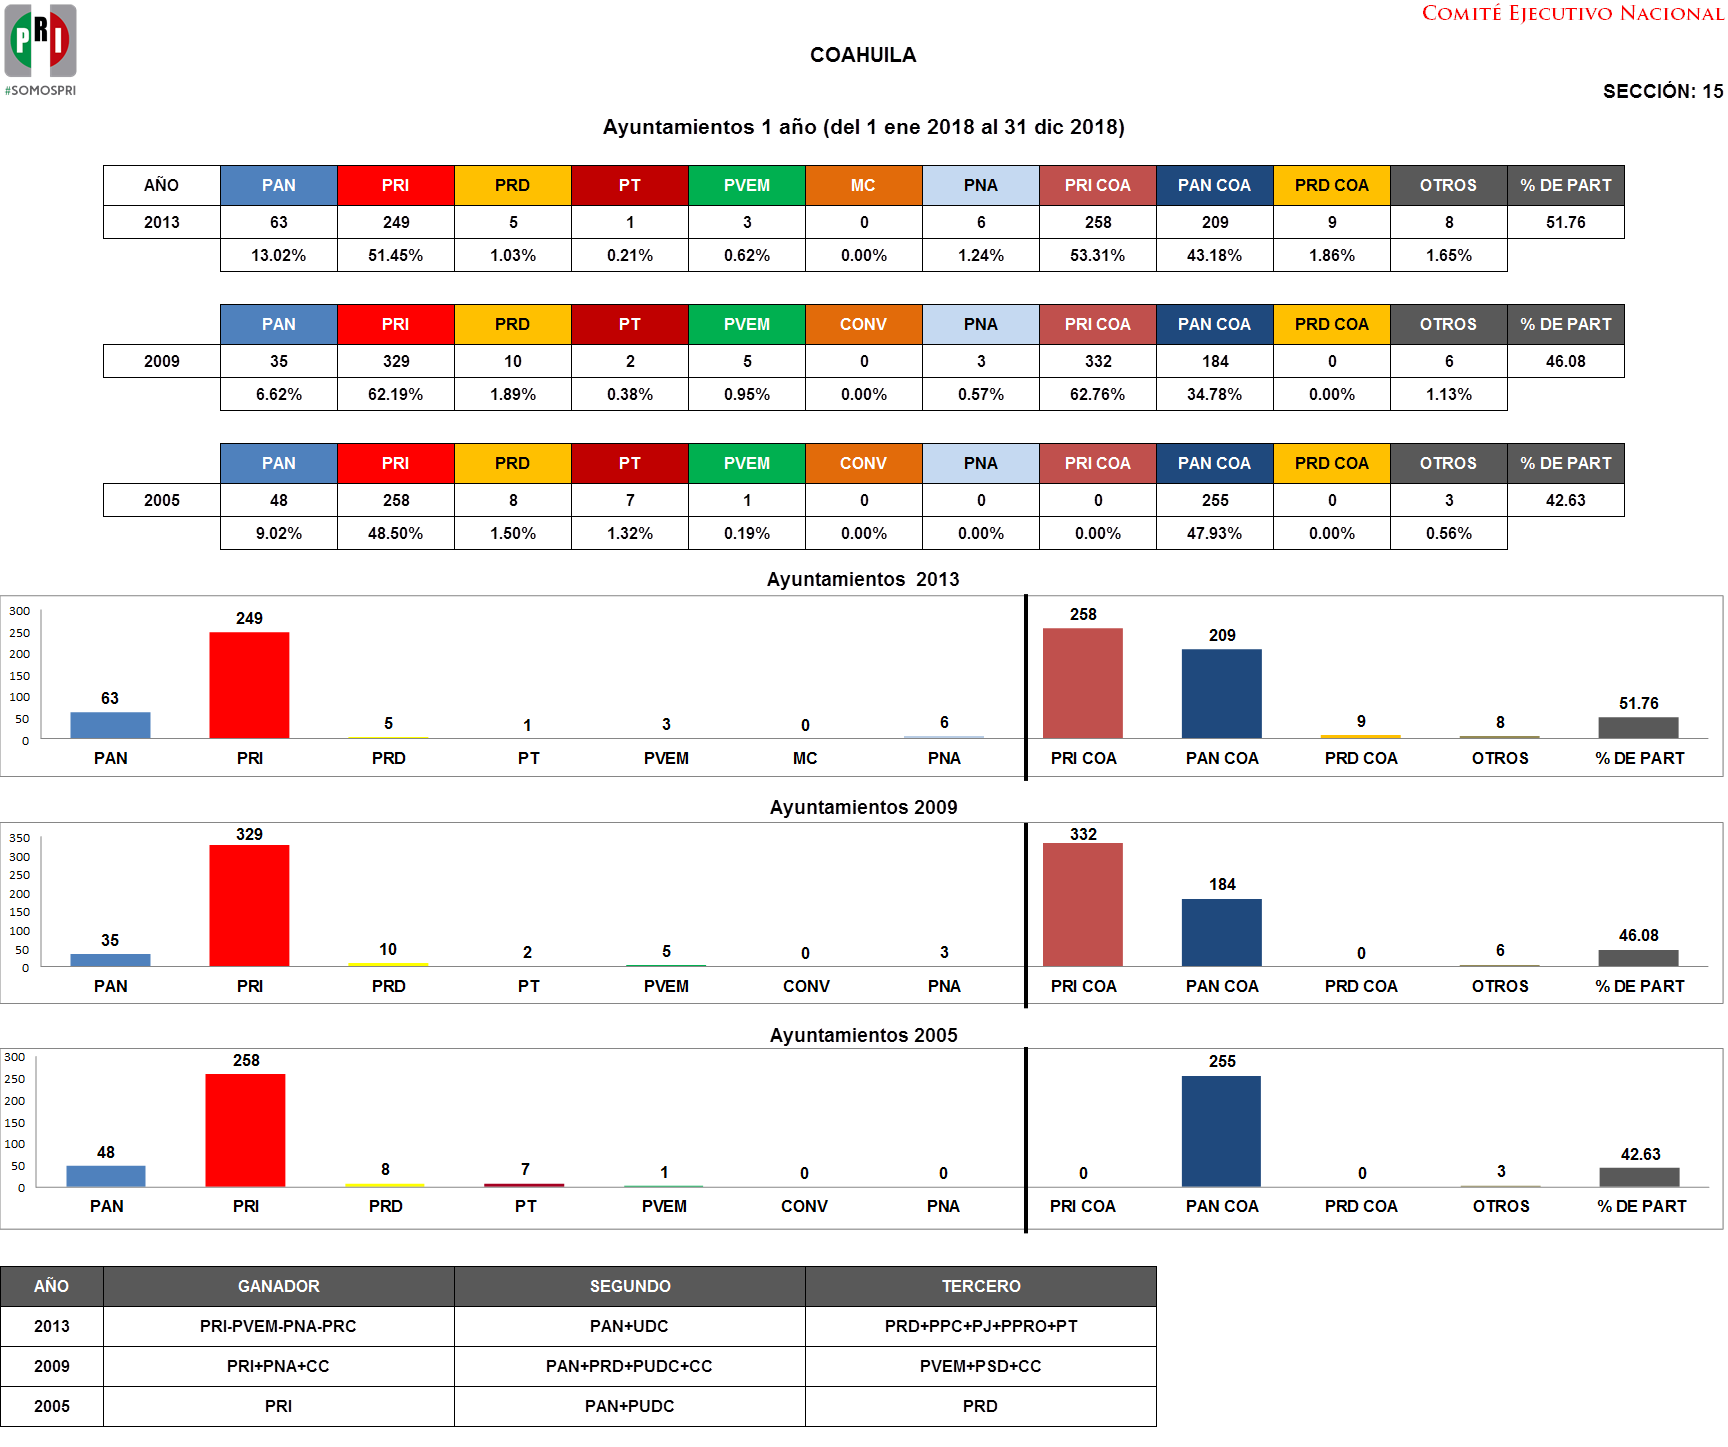 COMITÉ EJECUTIVO NACIONAL
PRI
#SOMOSPRI
COAHUILA
SECCIÓN: 15
Ayuntamientos 1 año (del 1 ene 2018 al 31 dic 2018)
AÑO PAN PRI PRD PT PVEM MC PNA PRI COA PAN COA PRD COA OTROS % DE PART
2013 63 249 5 1 3 0 6 258 209 9 8 51.76
13.02% 51.45% 1.03% 0.21% 0.62% 0.00% 1.24% 53.31% 43.18% 1.86% 1.65%
PAN PRI PRD PT PVEM CONV PNA PRI COA PAN COA PRD COA OTROS % DE PART
2009 35 329 10 2 5 0 3 332 184 0 6 46.08
6.62% 62.19% 1.89% 0.38% 0.95% 0.00% 0.57% 62.76% 34.78% 0.00% 1.13%
PAN PRI PRD PT PVEM CONV PNA PRI COA PAN COA PRD COA OTROS % DE PART
2005 48 258 8 7 1 0 0 0 255 0 3 42.63
9.02% 48.50% 1.50% 1.32% 0.19% 0.00% 0.00% 0.00% 47.93% 0.00% 0.56%
Ayuntamientos 2013
300
250
200
150
100
50
0
63 249 5 1 3 0 6 258 209 9 8 51.76
PAN PRI PRD PT PVEM MC PNA PRI COA PAN COA PRD COA OTROS % DE PART
Ayuntamientos 2009
350
300
250
200
150
100
50
0
35 329 10 2 5 0 3 332 184 0 6 46.08
PAN PRI PRD PT PVEM CONV PNA PRI COA PAN COA PRD COA OTROS % DE PART
Ayuntamientos 2005
300
250
200
150
100
50
0
48 258 8 7 1 0 0 0 255 0 3 42.63
PAN PRI PRD PT PVEM CONV PNA PRI COA PAN COA PRD COA OTROS % DE PART
AÑO GANADOR SEGUNDO TERCERO
2013 PRI-PVEM-PNA-PRC PAN+UDC PRD+PPC+PJ+PPRO+PT
2009 PRI+PNA+CC PAN+PRD+PUDC+CC PVEM+PSD+CC
2005 PRI PAN+PUDC PRD